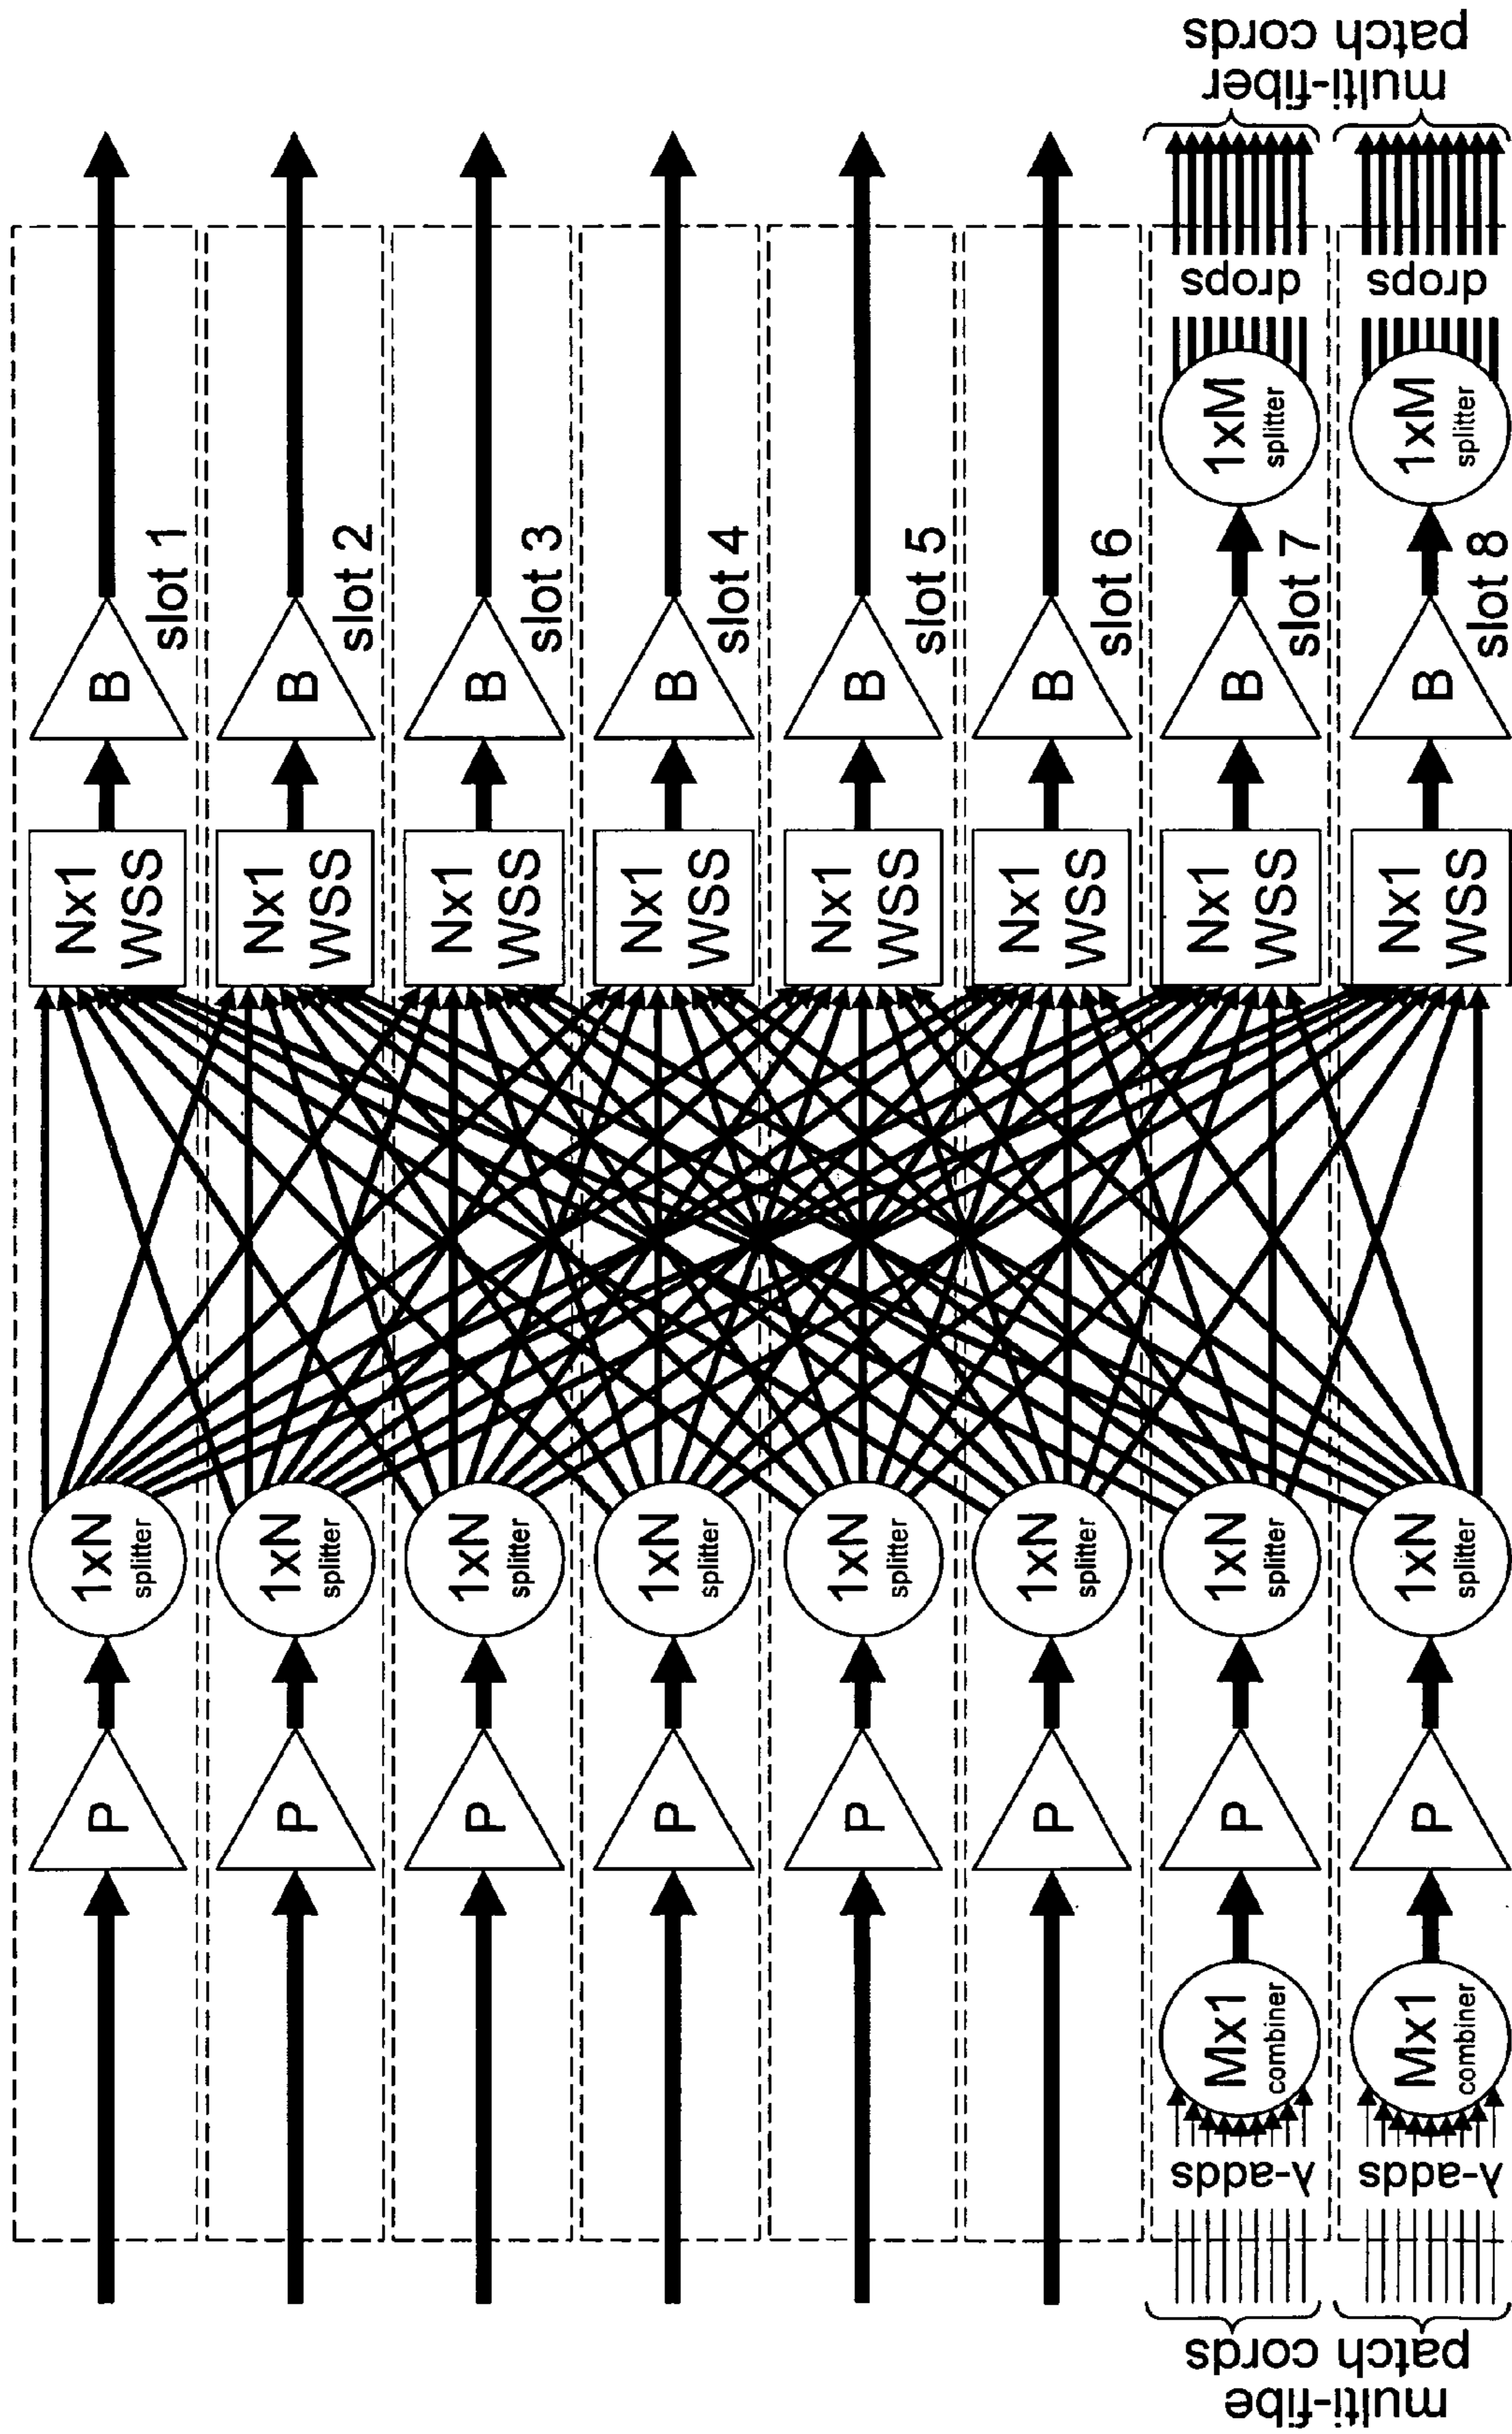 P
1xN
splitter
Nx1
WSS
B
slot 1
P
1xN
splitter
Nx1
WSS
B
slot 2
P
1xN
splitter
Nx1
WSS
B
slot 3
P
1xN
splitter
Nx1
WSS
B
slot 4
P
1xN
splitter
Nx1
WSS
B
slot 5
P
1xN
splitter
Nx1
WSS
B
slot 6
multi-fibe
patch cords
λ-adds
Mx1
combiner
P
1xN
splitter
Nx1
WSS
B
slot 7
1xM
splitter
drops
multi-fiber
patch cords
λ-adds
Mx1
combiner
P
1xN
splitter
Nx1
WSS
B
slot 8
1xM
splitter
drops